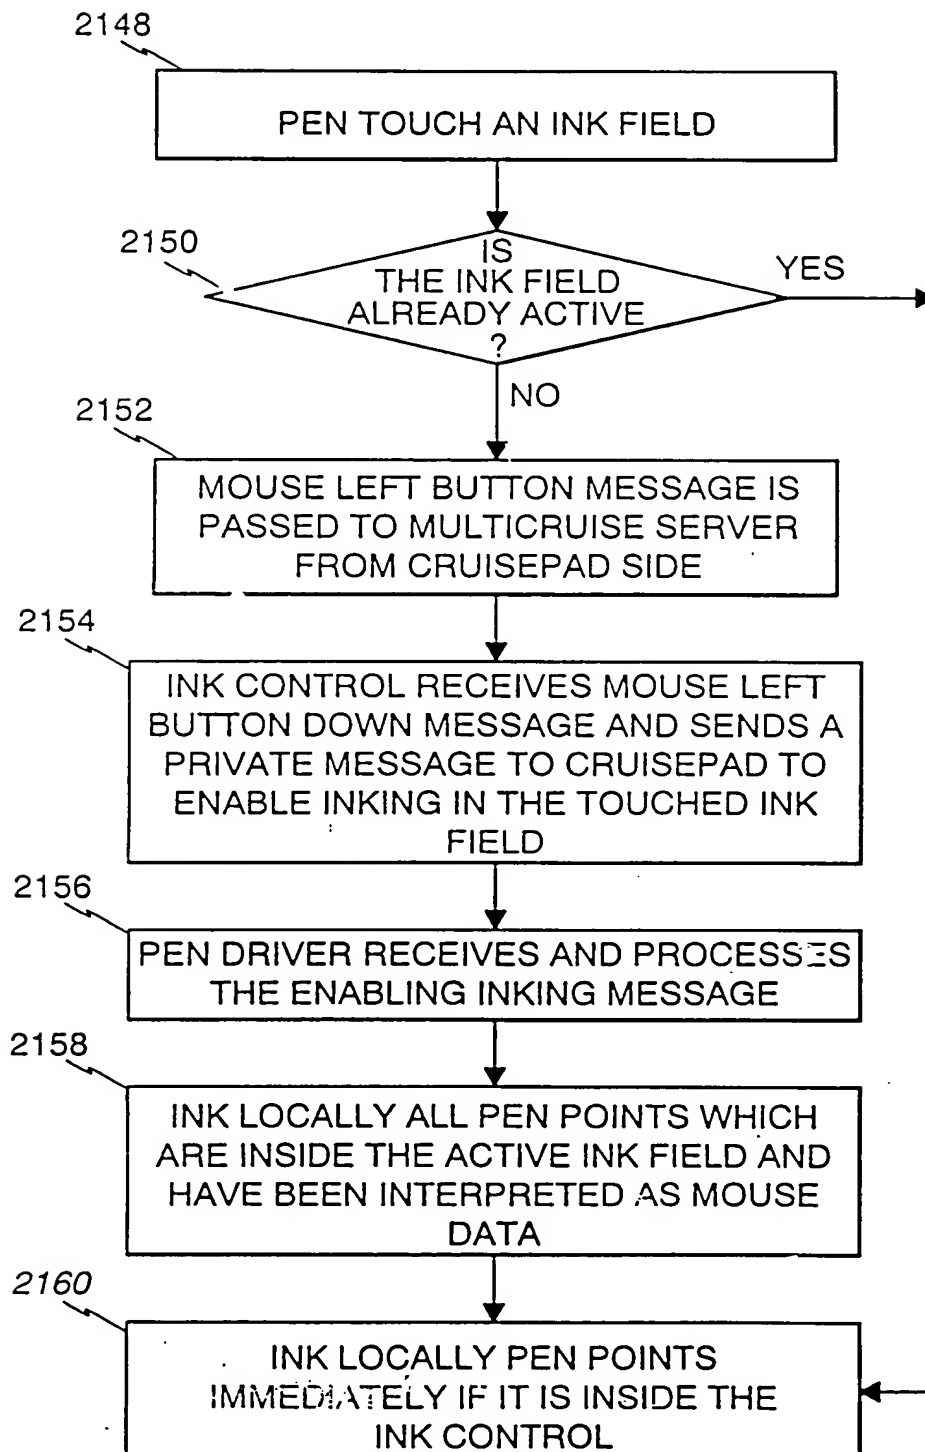 2148
PEN TOUCH AN INK FIELD
2150
IS
THE INK FIELD
ALREADY ACTIVE
?
YES
NO
2152
MOUSE LEFT BUTTON MESSAGE IS
PASSED TO MULTICRUISE SERVER
FROM CRUISEPAD SIDE
2154
INK CONTROL RECEIVES MOUSE LEFT
BUTTON DOWN MESSAGE AND SENDS A
PRIVATE MESSAGE TO CRUISEPAD TO
ENABLE INKING IN THE TOUCHED INK
FIELD
2156
PEN DRIVER RECEIVES AND PROCESSES
THE ENABLING INKING MESSAGE
2158
INK LOCALLY ALL PEN POINTS WHICH
ARE INSIDE THE ACTIVE INK FIELD AND
HAVE BEEN INTERPRETED AS MOUSE
DATA
2160
INK LOCALLY PEN POINTS
IMMEDIATELY IF IT IS INSIDE THE
INK CONTROL